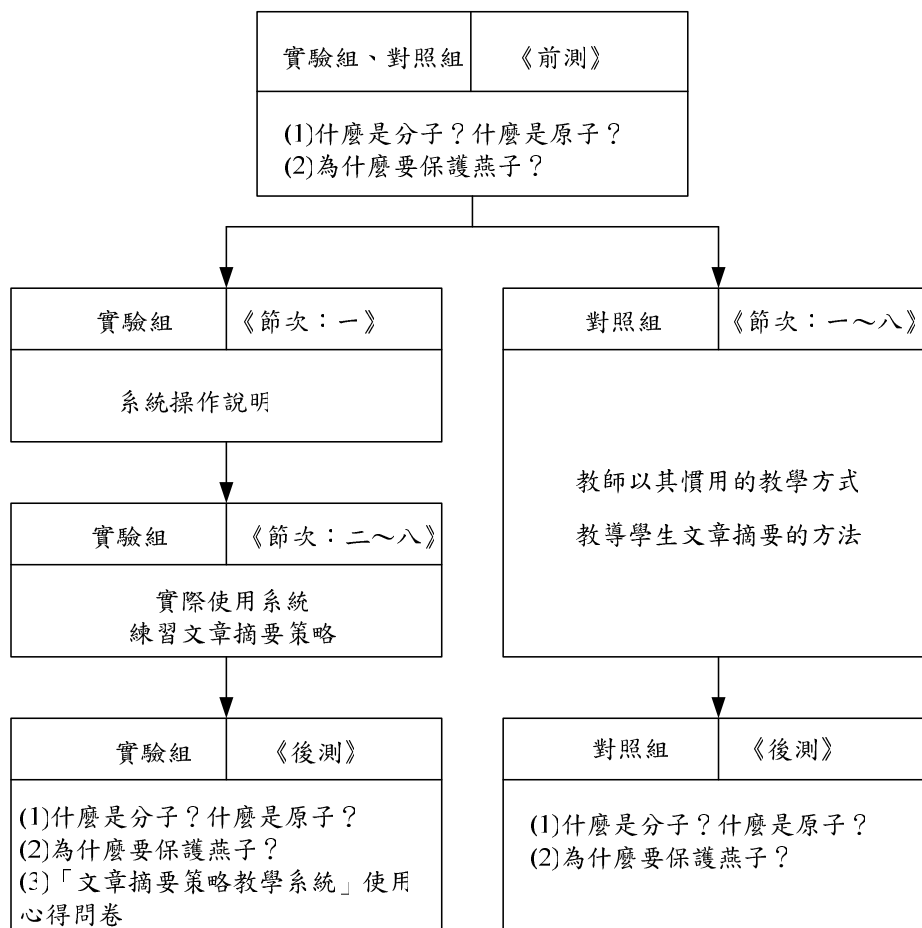 實驗組、對照組 《前測》
(1)什麼是分子？什麼是原子？
(2)為什麼要保護燕子？
實驗組 《節次：一》
系統操作說明
實驗組 《節次：二～八》
實際使用系統
練習文章摘要策略
實驗組 《後測》
(1)什麼是分子？什麼是原子？
(2)為什麼要保護燕子？
(3)「文章摘要策略教學系統」使用
心得問卷
對照組 《節次：一～八》
教師以其慣用的教學方式
教導學生文章摘要的方法
對照組 《後測》
(1)什麼是分子？什麼是原子？
(2)為什麼要保護燕子？